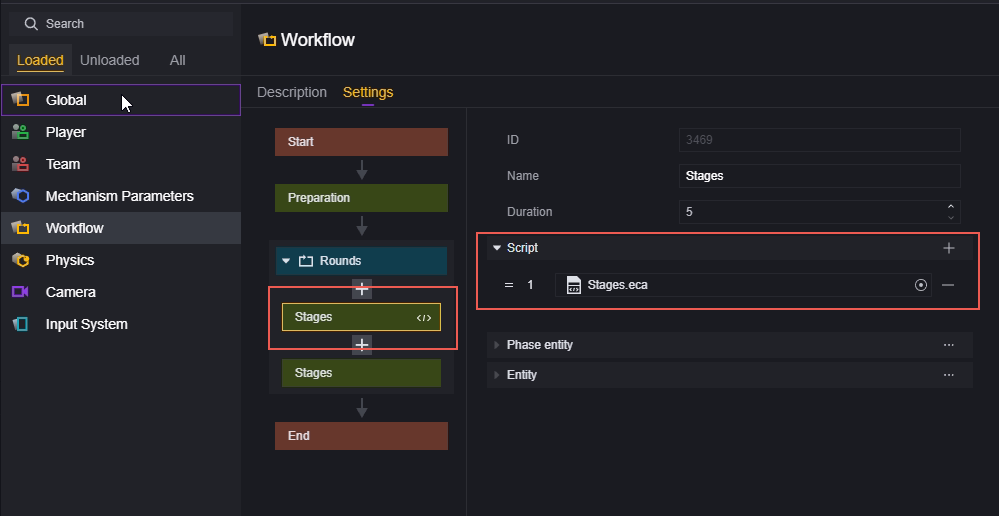 Search
Loaded Unloaded All
Global
Player
Team
Mechanism Parameters
Workflow
Physics
Camera
Input System
Workflow
Description Settings
Start
Preparation
Rounds
Stages
Stages
End
ID 3469
Name Stages
Duration 5
Script
1 Stages.eca
Phase entity
Entity